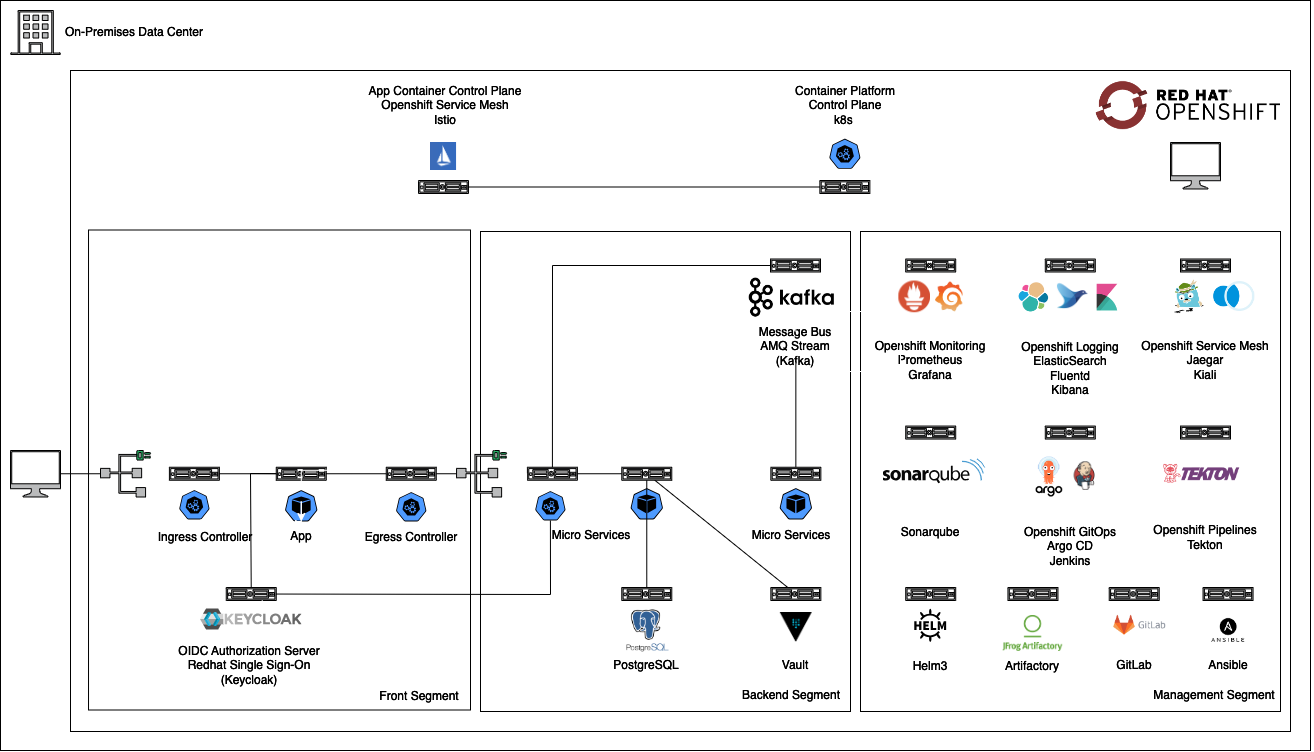 On-Premises Data Center
App Container Control Plane
Openshift Service Mesh
Istio
Container Platform
Control Plane
k8s
RED HAT®
OPENSHIFT
kafka
Message Bus
AMQ Stream
(Kafka)
Ingress Controller
App
Egress Controller
Micro Services
Micro Services
KEYCLOAK
OIDC Authorization Server
Redhat Single Sign-On
(Keycloak)
Front Segment
PostgreSQL
PostgreSQL
Vault
Backend Segment
Openshift Monitoring
Prometheus
Grafana
Openshift Logging
ElasticSearch
Fluentd
Kibana
Openshift Service Mesh
Jaegar
Kiali
sonarqube
Sonarqube
argo
Openshift GitOps
Argo CD
Jenkins
TEKTON
Openshift Pipelines
Tekton
HELM
Helm3
JFrog Artifactory
Artifactory
GitLab
GitLab
ANSIBLE
Ansible
Management Segment